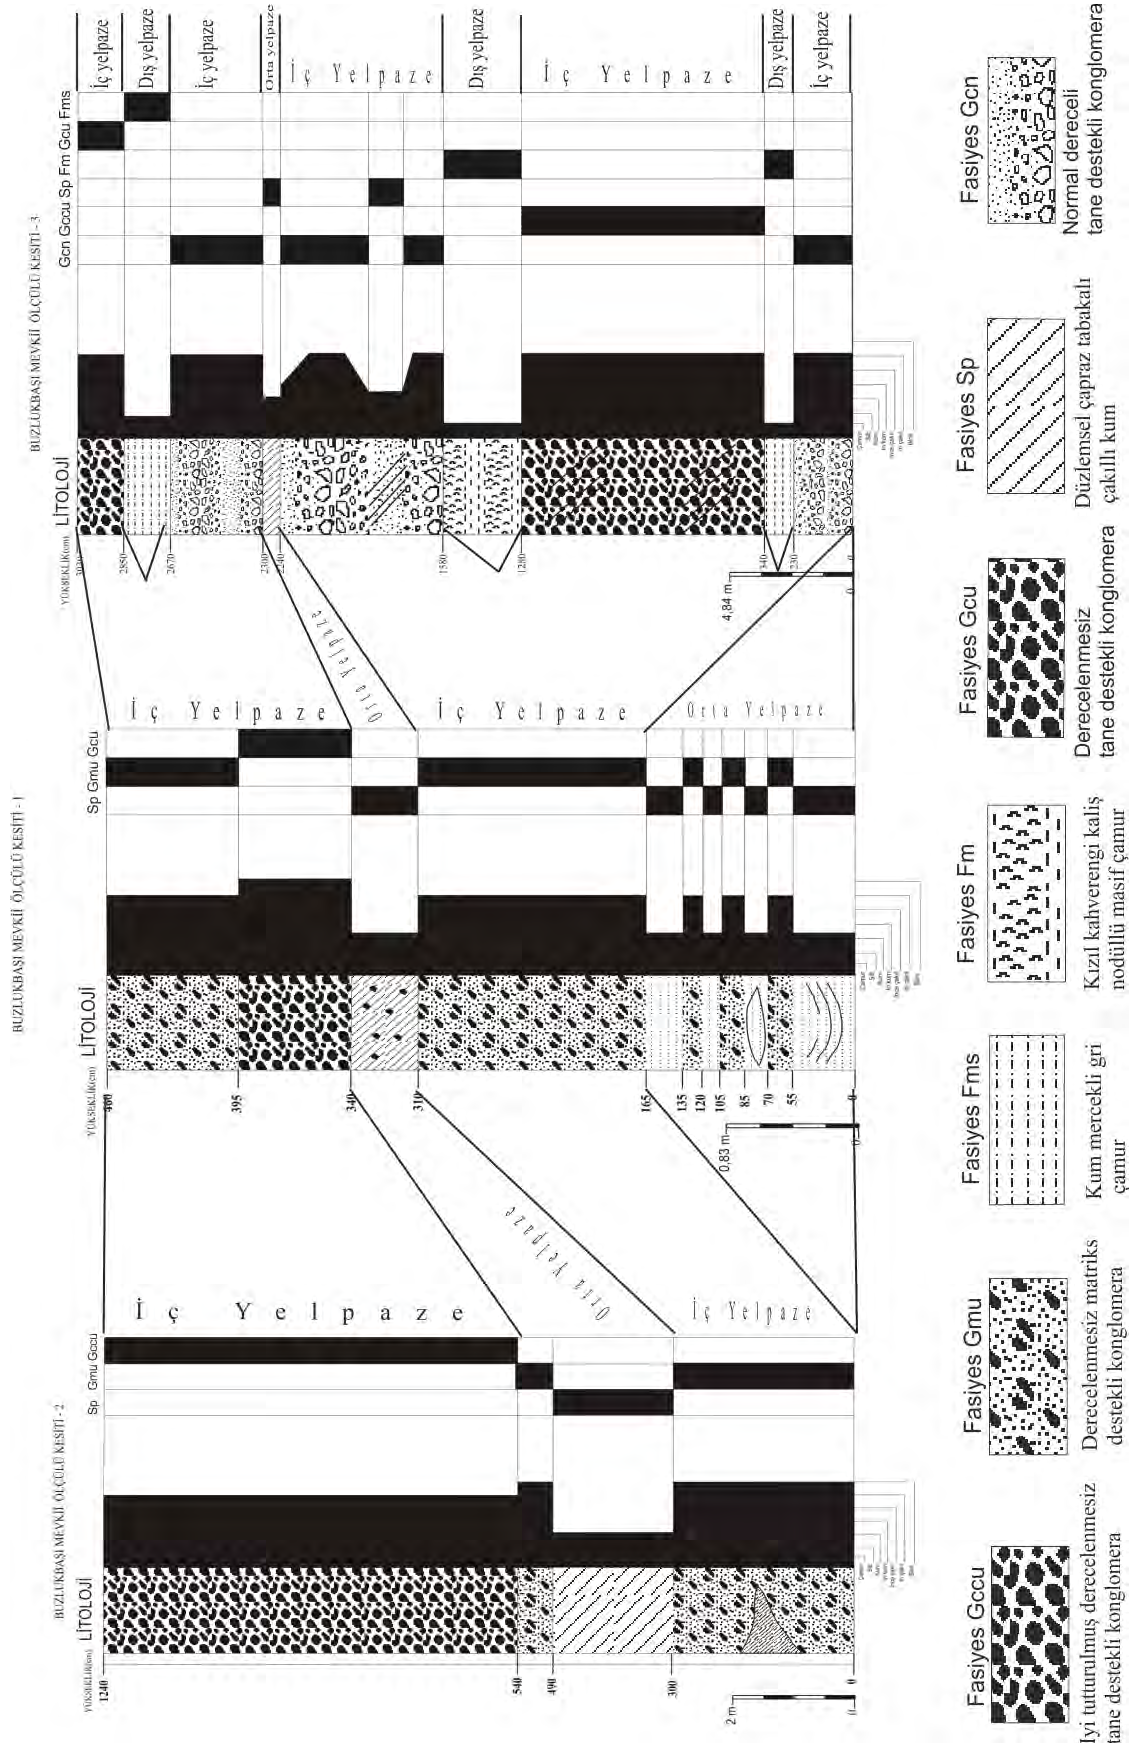 BUZLUKBAŞI MEVKİİ ÖLÇÜLÜ KESİTİ - 2
YÜKSEKLİK(cm)
LİTOLOJİ
Sp Gmu Gccu
1240
540
490
300
0
2 m
0
İç Yelpaze
Orta Yelpaze
İç Yelpaze
BUZLUKBAŞI MEVKİİ ÖLÇÜLÜ KESİTİ - 1
YÜKSEKLİK(cm)
LİTOLOJİ
Sp Gmu Gcu
460
395
340
310
165
135
120
105
85
70
55
0
0,83 m
0
İç Yelpaze
Orta Yelpaze
İç Yelpaze
Orta Yelpaze
BUZLUKBAŞI MEVKİİ ÖLÇÜLÜ KESİTİ - 3
YÜKSEKLİK(cm)
LİTOLOJİ
Gcn Gccu Sp Fm Gcu Fms
2850
2670
2300
2240
1580
1280
340
230
0
4,84 m
0
İç yelpaze
Dış yelpaze
İç yelpaze
Orta yelpaze
İç Yelpaze
Dış yelpaze
İç Yelpaze
Dış yelpaze
İç yelpaze
Fasiyes Gccu
İyi tutturulmuş derecelenmesiz
tane destekli konglomera
Fasiyes Gmu
Derecelenmesiz matriks
destekli konglomera
Fasiyes Fms
Kum mercekli gri
çamur
Fasiyes Fm
Kızıl kahverengi kaliş
nodüllü masif çamur
Fasiyes Gcu
Derecelenmesiz
tane destekli konglomera
Fasiyes Sp
Düzlemsel çapraz tabakalı
çakıllı kum
Fasiyes Gcn
Normal dereceli
tane destekli konglomera